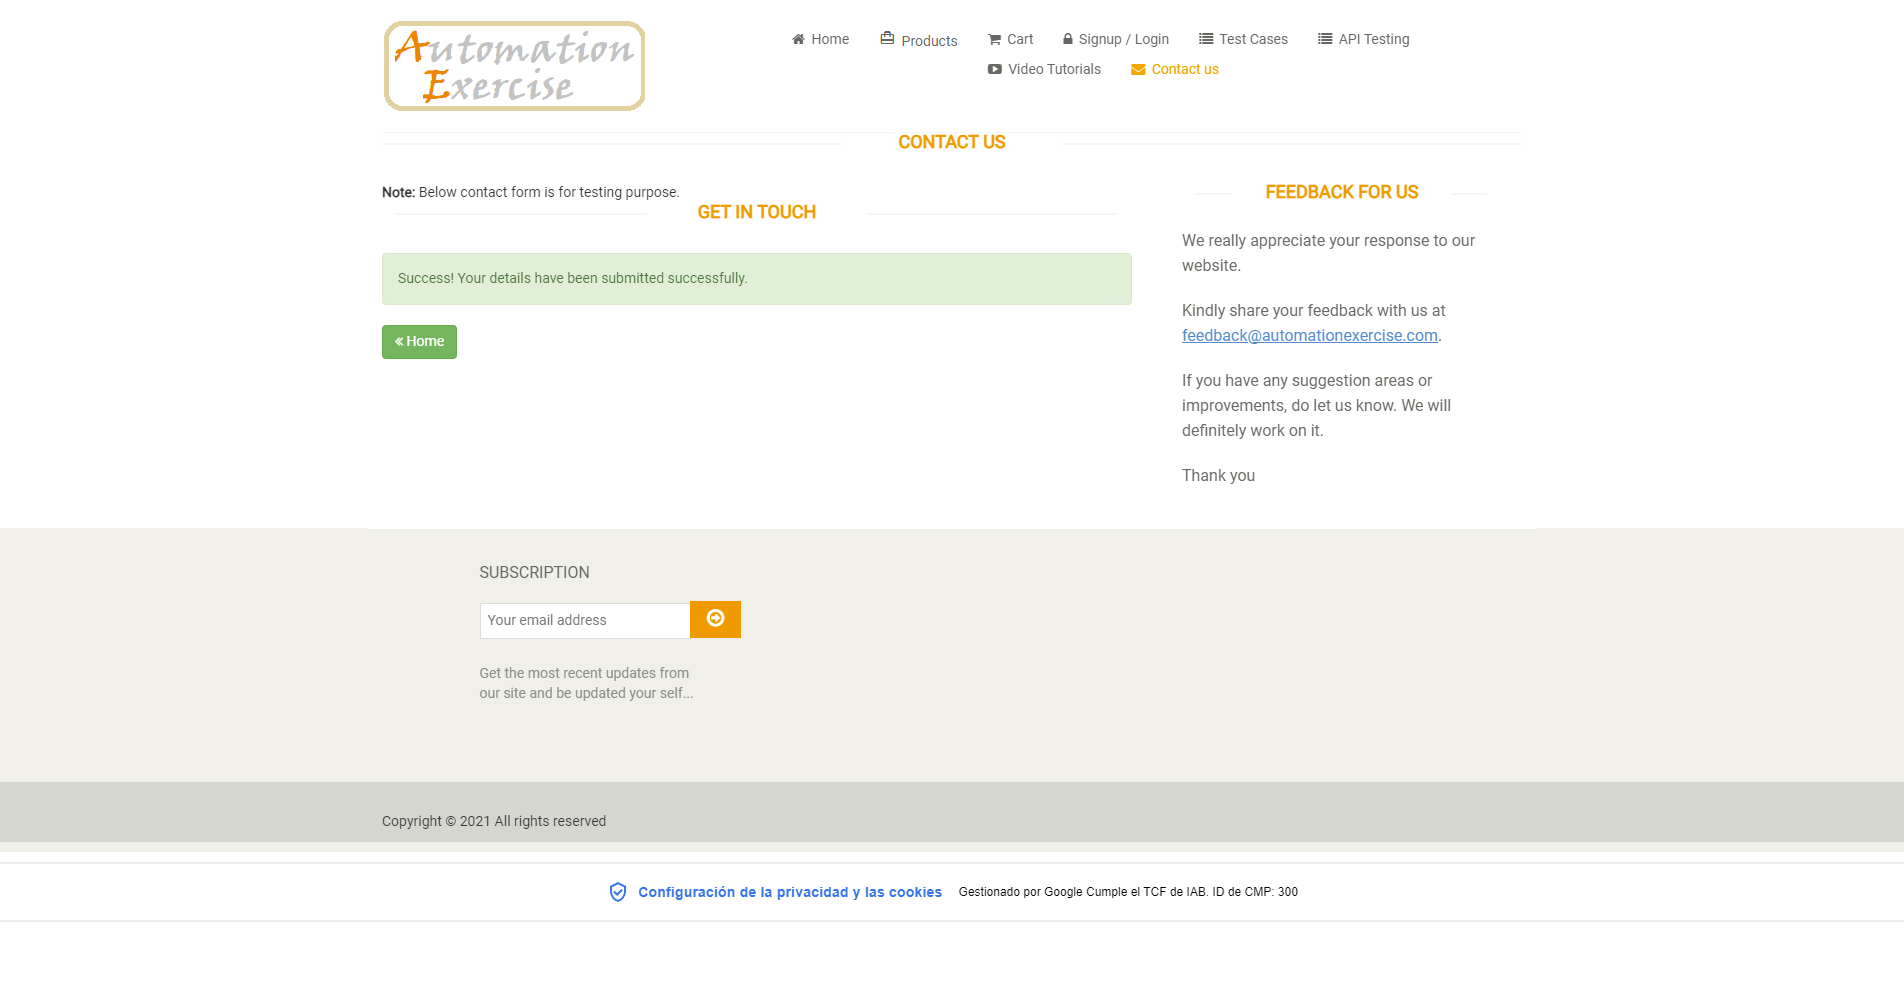 Automation
Exercise
Home
Products
Cart
Signup / Login
Test Cases
API Testing
Video Tutorials
Contact us
CONTACT US
Note: Below contact form is for testing purpose.
GET IN TOUCH
Success! Your details have been submitted successfully.
« Home
FEEDBACK FOR US
We really appreciate your response to our
website.
Kindly share your feedback with us at
feedback@automationexercise.com.
If you have any suggestion areas or
improvements, do let us know. We will
definitely work on it.
Thank you
SUBSCRIPTION
Your email address
Get the most recent updates from
our site and be updated your self...
Copyright © 2021 All rights reserved
Configuración de la privacidad y las cookies
Gestionado por Google Cumple el TCF de IAB. ID de CMP: 300